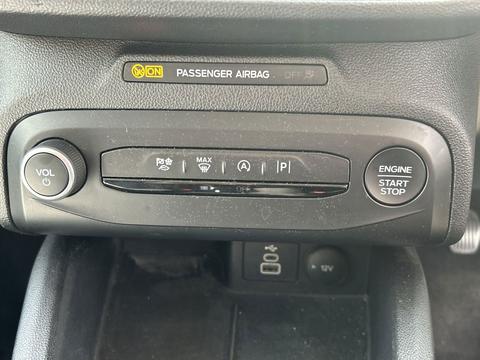 ON PASSENGER AIRBAG OFF
VOL
MAX
A
P
ENGINE
START
STOP
12V